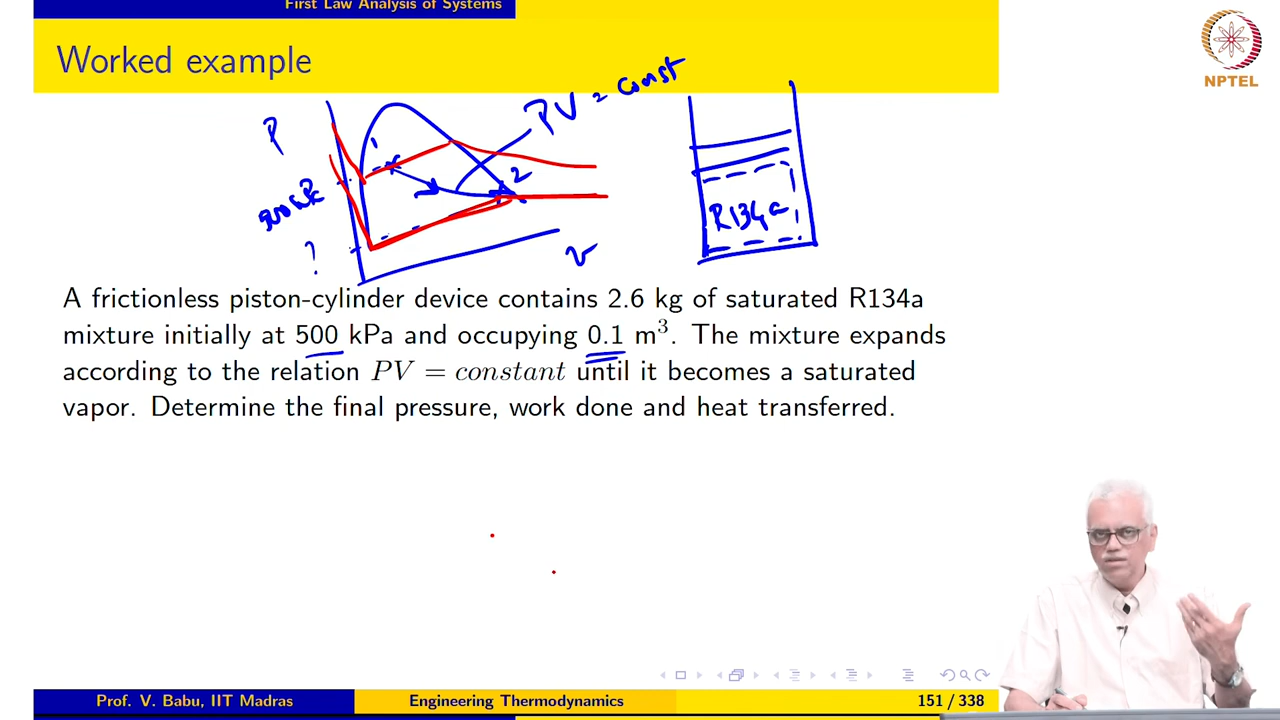 First Law Analysis of Systems
Worked example
NPTEL
PV = const
P
1
2
500 kPa
?
v
R134a
A frictionless piston-cylinder device contains 2.6 kg of saturated R134a
mixture initially at 500 kPa and occupying 0.1 m³. The mixture expands
according to the relation PV = constant until it becomes a saturated
vapor. Determine the final pressure, work done and heat transferred.
Prof. V. Babu, IIT Madras
Engineering Thermodynamics
151 / 338